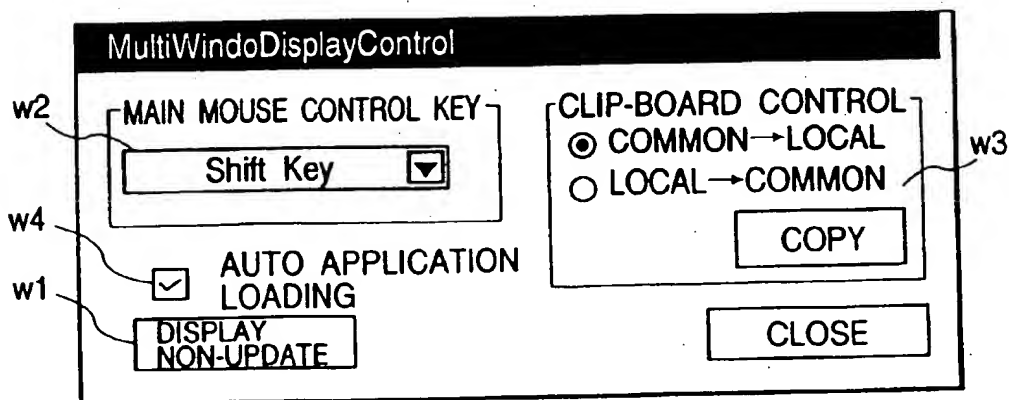 MultiWindoDisplayControl
w2
MAIN MOUSE CONTROL KEY
Shift Key
CLIP-BOARD CONTROL
COMMON→LOCAL
LOCAL→COMMON
w3
COPY
w4
AUTO APPLICATION
LOADING
w1
DISPLAY
NON-UPDATE
CLOSE